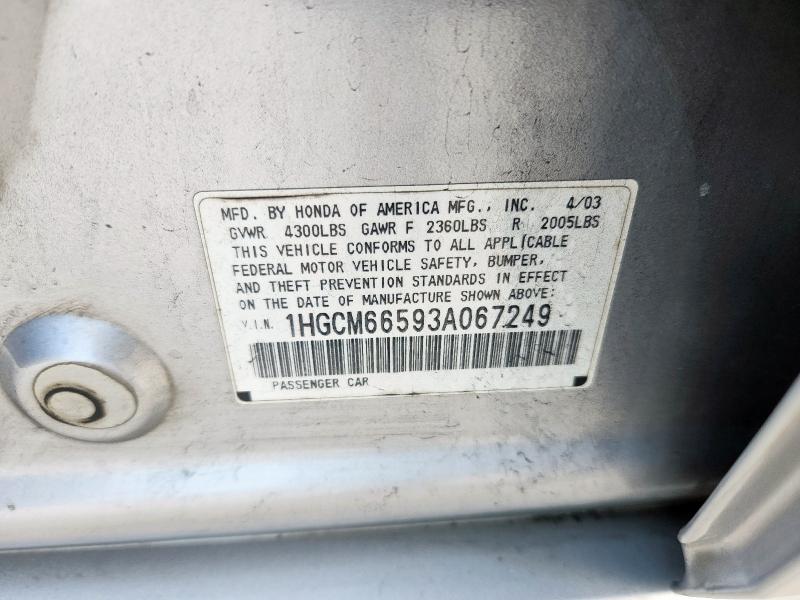 MFD. BY HONDA OF AMERICA MFG., INC. 4/03
GVWR 4300LBS GAWR F 2360LBS R 2005LBS
THIS VEHICLE CONFORMS TO ALL APPLICABLE
FEDERAL MOTOR VEHICLE SAFETY, BUMPER,
AND THEFT PREVENTION STANDARDS IN EFFECT
ON THE DATE OF MANUFACTURE SHOWN ABOVE:
V.I.N. 1HGCM66593A067249
PASSENGER CAR